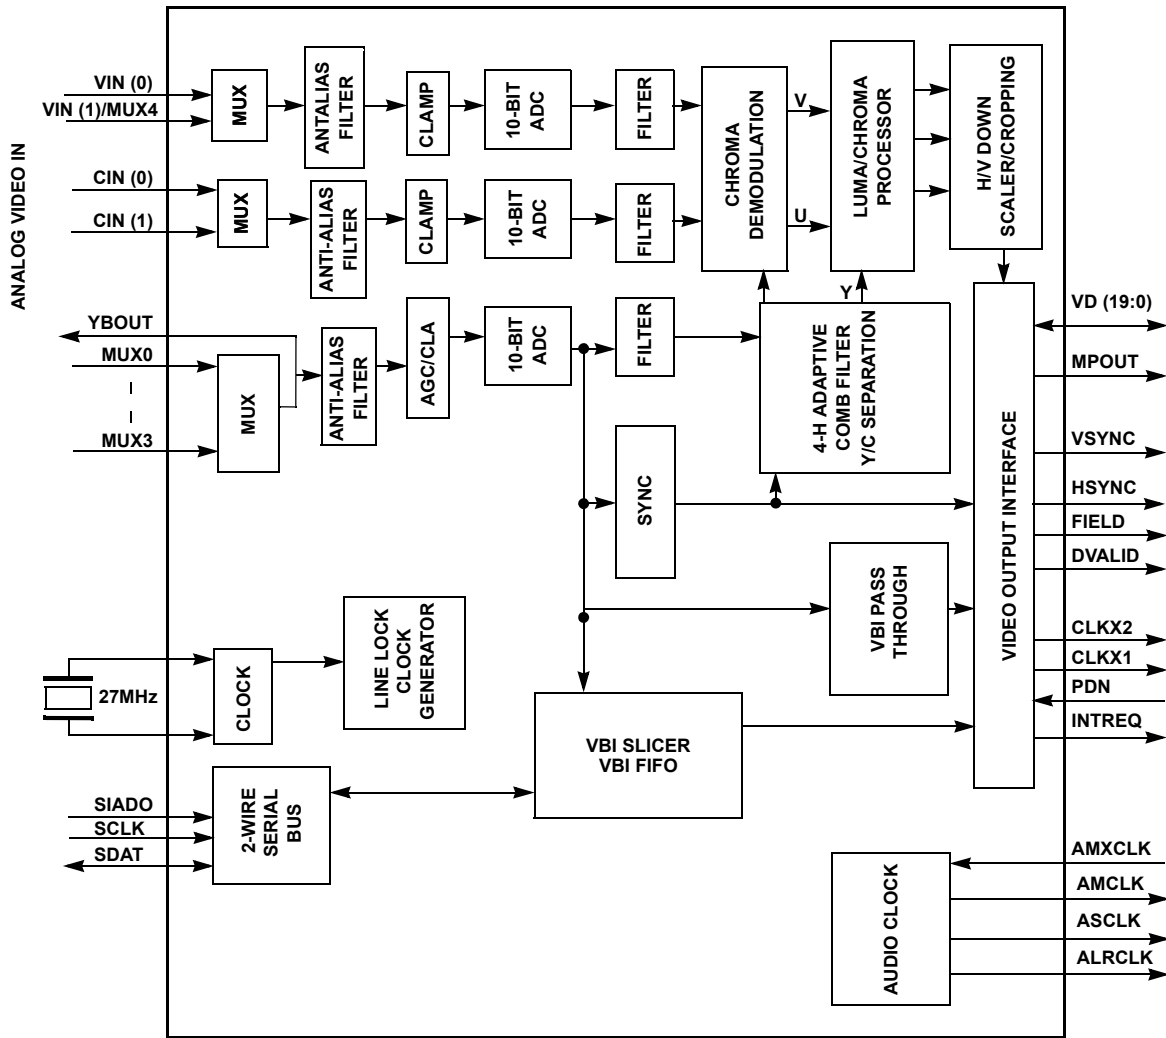 ANALOG VIDEO IN
VIN (0)
VIN (1)/MUX4
MUX
ANTALIAS
FILTER
CLAMP
10-BIT
ADC
FILTER
CHROMA
DEMODULATION
V
U
LUMA/CHROMA
PROCESSOR
H/V DOWN
SCALER/CROPPING
CIN (0)
CIN (1)
MUX
ANTI-ALIAS
FILTER
CLAMP
10-BIT
ADC
FILTER
YBOUT
MUX0
MUX3
MUX
ANTI-ALIAS
FILTER
AGC/CLA
10-BIT
ADC
FILTER
Y
4-H ADAPTIVE
COMB FILTER
Y/C SEPARATION
SYNC
VBI PASS
THROUGH
VIDEO OUTPUT INTERFACE
VD (19:0)
MPOUT
VSYNC
HSYNC
FIELD
DVALID
CLKX2
CLKX1
PDN
INTREQ
27MHz
CLOCK
LINE LOCK
CLOCK
GENERATOR
VBI SLICER
VBI FIFO
SIADO
SCLK
SDAT
2-WIRE
SERIAL
BUS
AUDIO CLOCK
AMXCLK
AMCLK
ASCLK
ALRCLK